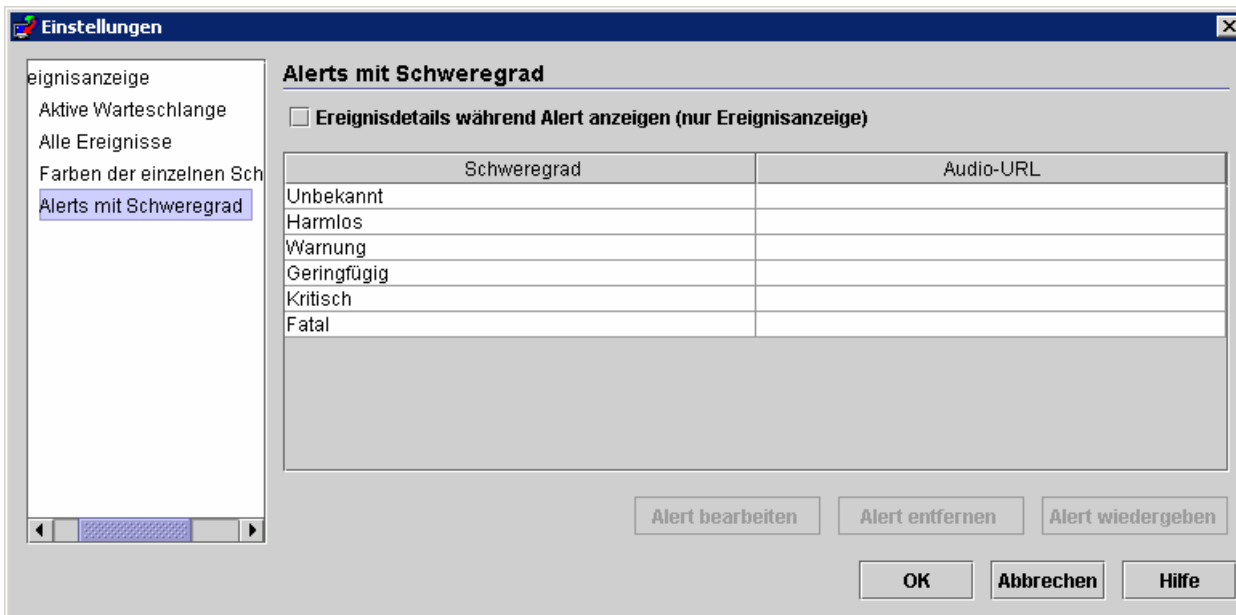 Einstellungen
eignisanzeige
Aktive Warteschlange
Alle Ereignisse
Farben der einzelnen Sch
Alerts mit Schweregrad
Alerts mit Schweregrad
Ereignisdetails während Alert anzeigen (nur Ereignisanzeige)
Schweregrad Audio-URL
Unbekannt
Harmlos
Warnung
Geringfügig
Kritisch
Fatal
Alert bearbeiten Alert entfernen Alert wiedergeben
OK Abbrechen Hilfe